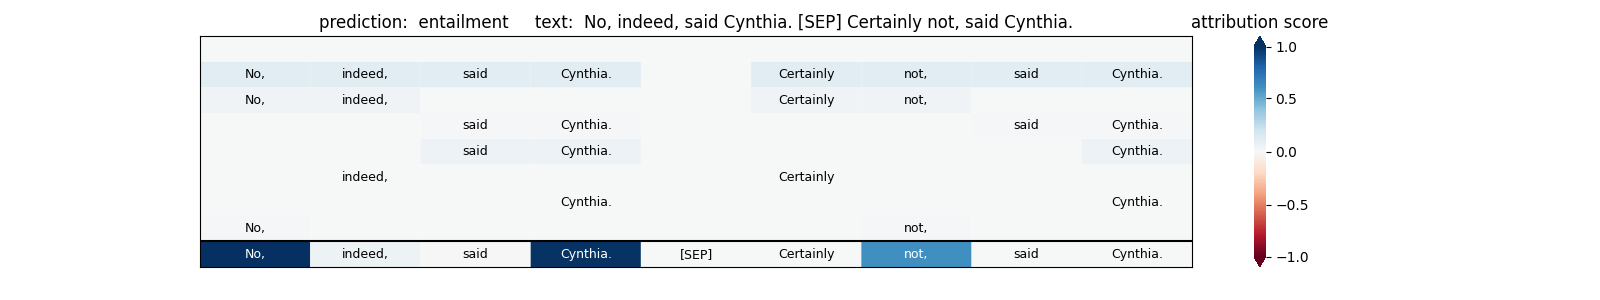 prediction:  entailment     text:  No, indeed, said Cynthia. [SEP] Certainly not, said Cynthia.
attribution score
No, indeed, said Cynthia. Certainly not, said Cynthia.
No, indeed, Certainly not,
said Cynthia. said Cynthia.
said Cynthia. Cynthia.
indeed, Certainly
Cynthia. Cynthia.
No, not,
No, indeed, said Cynthia. [SEP] Certainly not, said Cynthia.
1.0
0.5
0.0
−0.5
−1.0